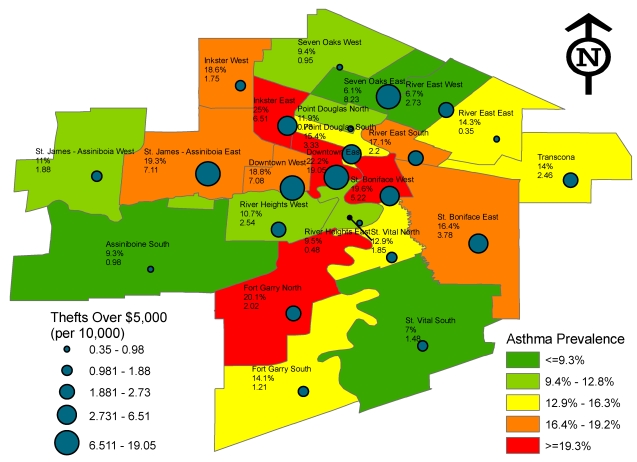 Seven Oaks West
9.4%
0.95
N
Inkster West
18.6%
1.75
Seven Oaks East
6.1%
8.23
River East West
6.7%
2.73
Inkster East
25%
6.51
Point Douglas North
11.9%
River East East
14.3%
0.35
Point Douglas South
15.4%
3.33
River East South
17.1%
2.2
St. James - Assiniboia West
11%
1.88
St. James - Assiniboia East
19.3%
7.11
Downtown East
22.2%
19.05
Downtown West
18.8%
7.08
Transcona
14%
2.46
St. Boniface West
19.6%
5.22
River Heights West
10.7%
2.54
St. Boniface East
16.4%
3.78
River Heights East
9.5%
0.48
St. Vital North
12.9%
1.85
Assiniboine South
9.3%
0.98
Fort Garry North
20.1%
2.02
St. Vital South
7%
1.48
Fort Garry South
14.1%
1.21
Thefts Over $5,000
(per 10,000)
0.35 - 0.98
0.981 - 1.88
1.881 - 2.73
2.731 - 6.51
6.511 - 19.05
Asthma Prevalence
<=9.3%
9.4% - 12.8%
12.9% - 16.3%
16.4% - 19.2%
>=19.3%